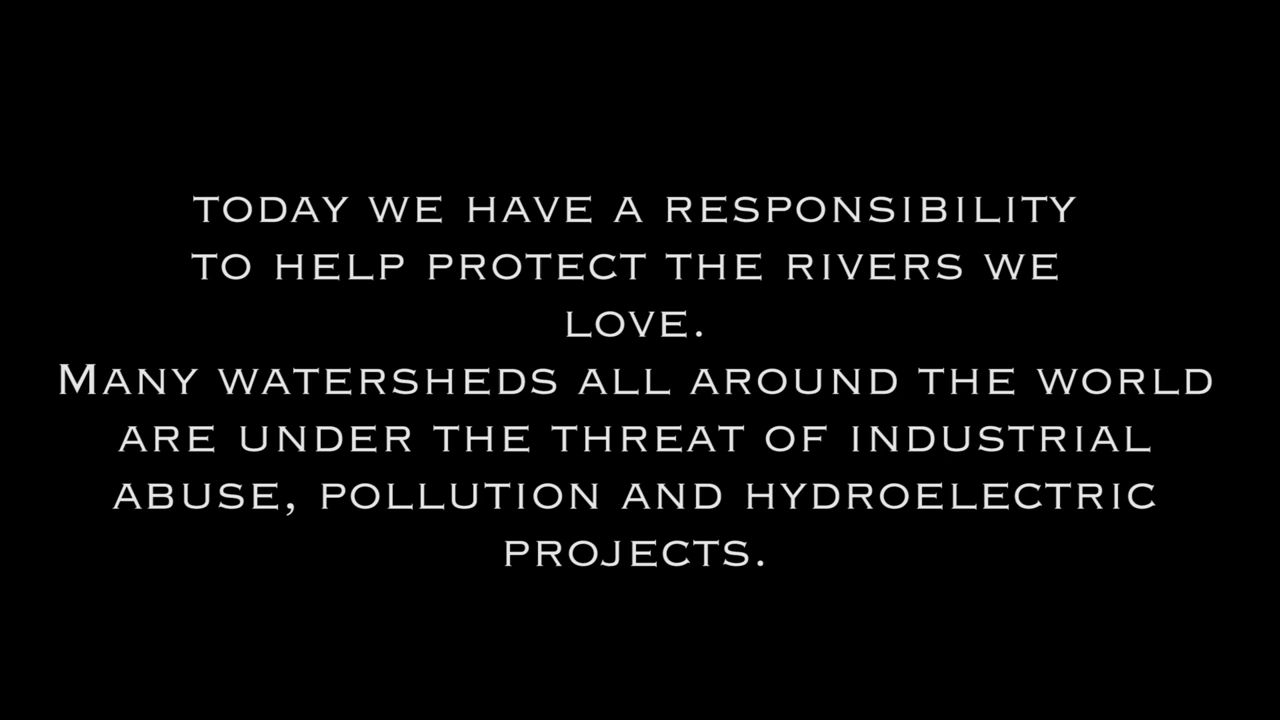 today we have a responsibility
to help protect the rivers we
love.
Many watersheds all around the world
are under the threat of industrial
abuse, pollution and hydroelectric
projects.